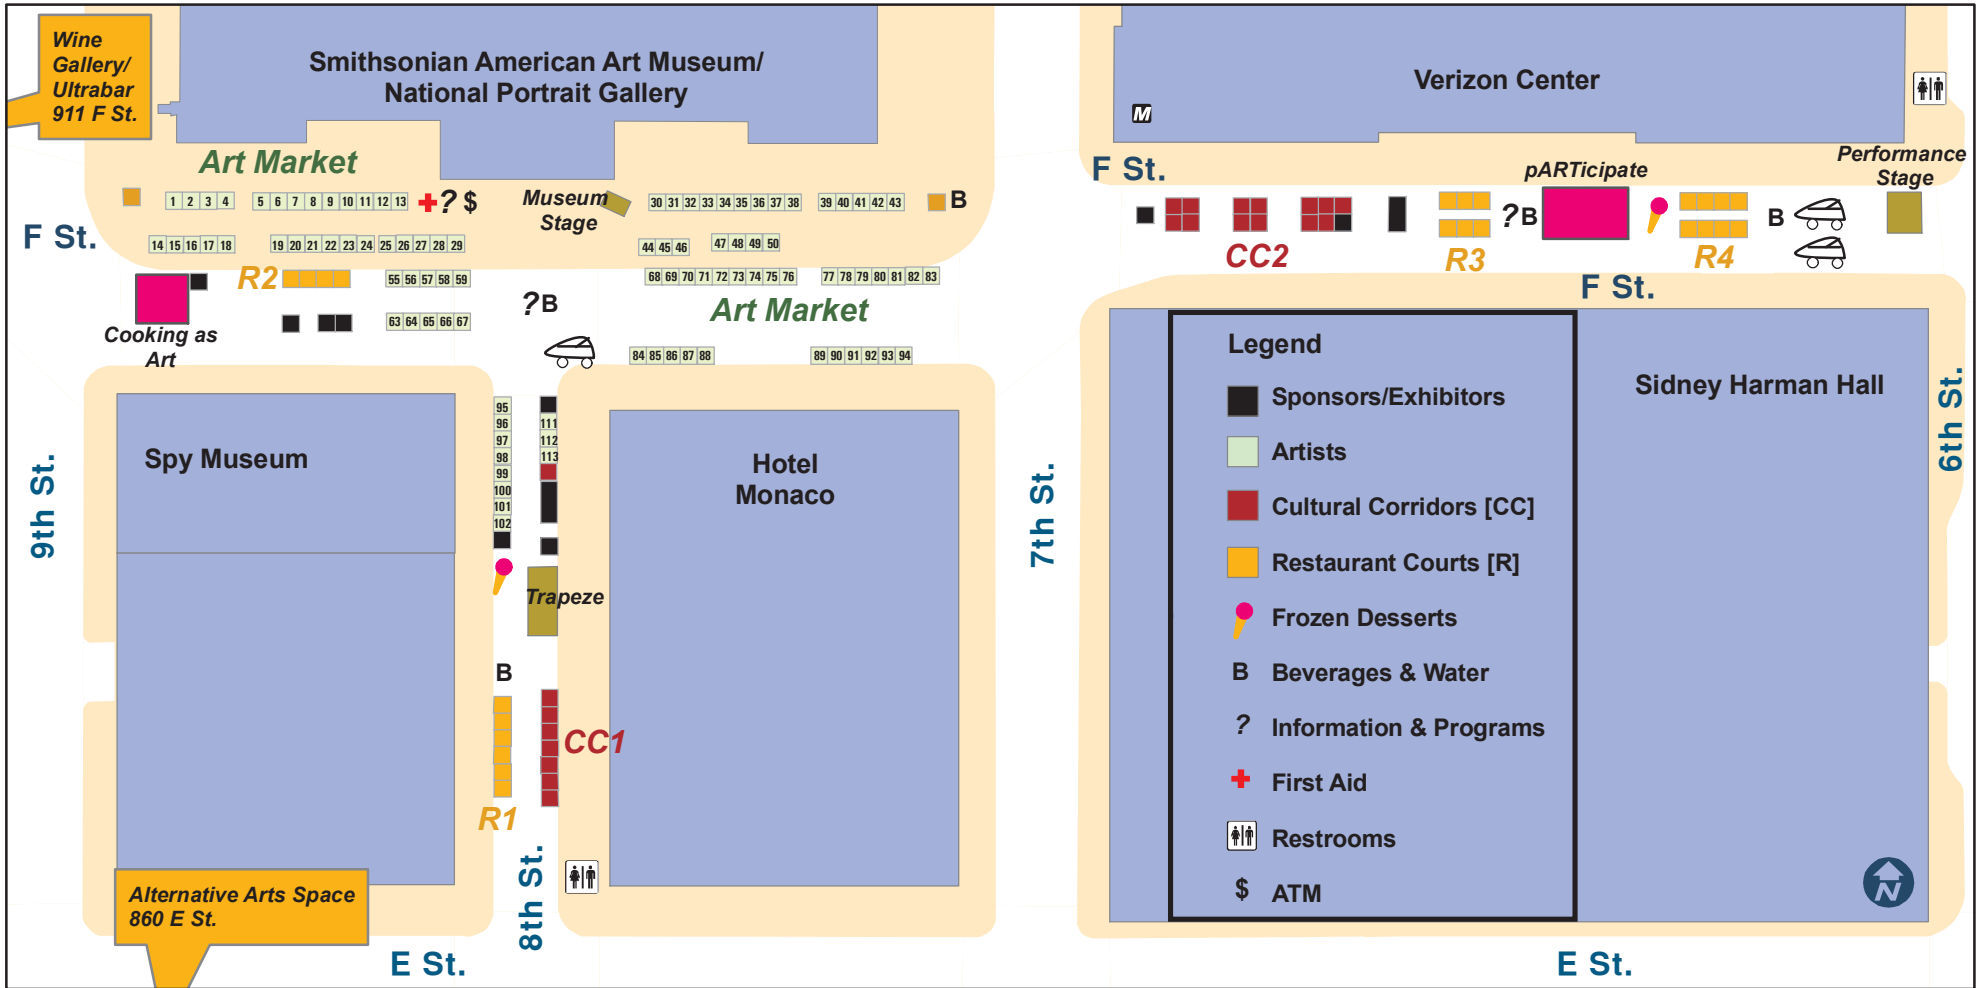 Wine
Gallery/
Ultrabar
911 F St.
Smithsonian American Art Museum/
National Portrait Gallery
Verizon Center
M
Art Market
F St.
pARTicipate
Performance
Stage
1 2 3 4
5 6 7 8 9 10 11 12 13
? $
Museum
Stage
30 31 32 33 34 35 36 37 38
39 40 41 42 43
B
?B
B
F St.
14 15 16 17 18
19 20 21 22 23 24
25 26 27 28 29
44 45 46
47 48 49 50
CC2
R3
R4
R2
55 56 57 58 59
68 69 70 71 72 73 74 75 76
77 78 79 80 81 82 83
F St.
?B
Art Market
63 64 65 66 67
Cooking as
Art
84 85 86 87 88
89 90 91 92 93 94
95
96
97
98
99
100
101
102
111
112
113
Spy Museum
Hotel
Monaco
9th St.
7th St.
6th St.
Sidney Harman Hall
Trapeze
B
CC1
R1
8th St.
Alternative Arts Space
860 E St.
E St.
Legend
Sponsors/Exhibitors
Artists
Cultural Corridors [CC]
Restaurant Courts [R]
Frozen Desserts
B Beverages & Water
? Information & Programs
First Aid
Restrooms
$ ATM
N
E St.